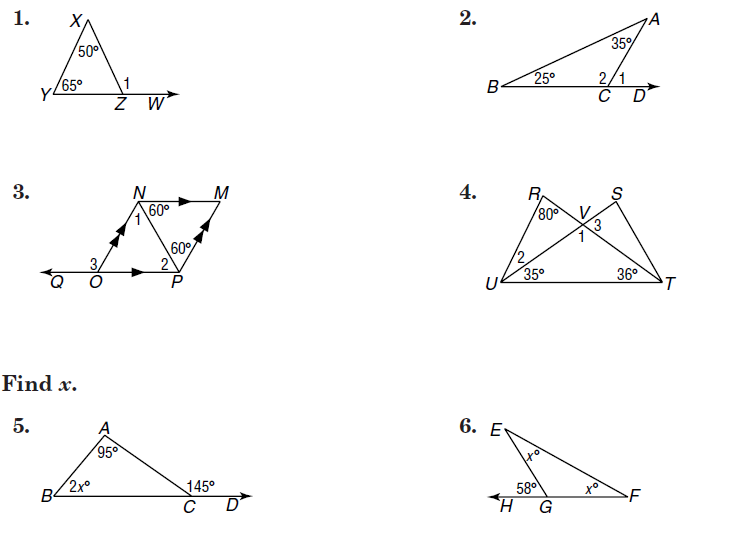 1.
X
50°
65°
1
Y
Z
W
2.
A
35°
25°
2
1
B
C
D
3.
N
M
60°
1
60°
3
2
Q
O
P
4.
R
S
80°
V
3
1
2
35°
36°
U
T
Find x.
5.
A
95°
2x°
145°
B
C
D
6.
E
x°
58°
x°
F
H
G